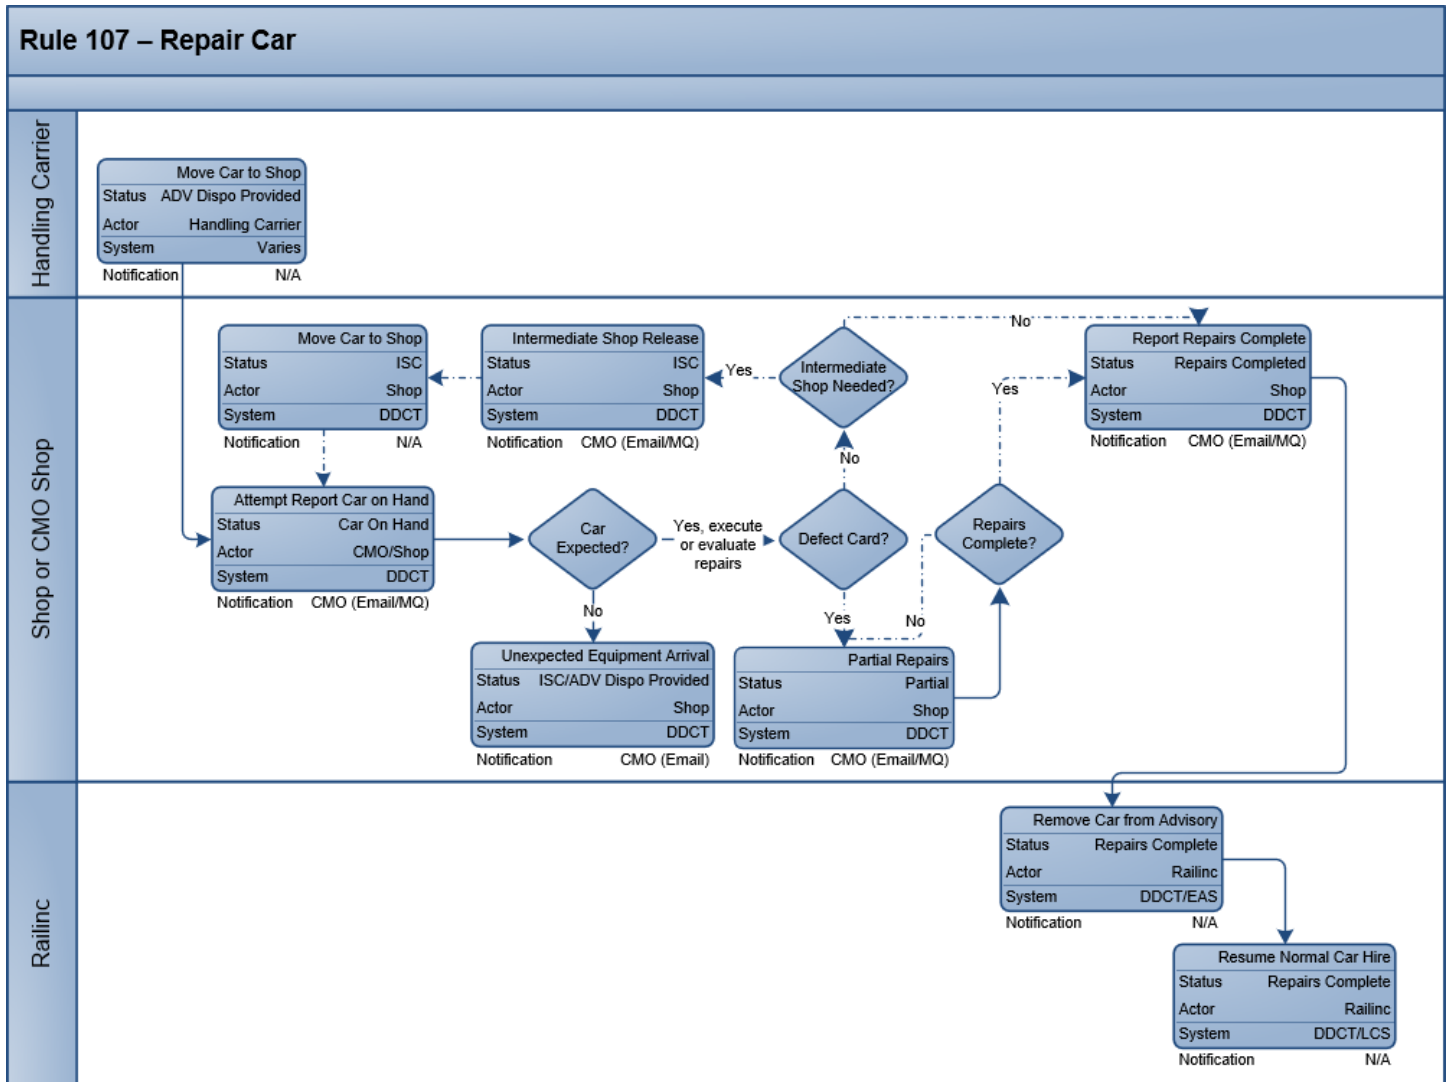 Rule 107 – Repair Car
Handling Carrier
Move Car to Shop
Status ADV Dispo Provided
Actor Handling Carrier
System Varies
Notification N/A
Shop or CMO Shop
Move Car to Shop
Status ISC
Actor Shop
System DDCT
Notification N/A
Intermediate Shop Release
Status ISC
Actor Shop
System DDCT
Notification CMO (Email/MQ)
Yes
Intermediate
Shop Needed?
No
Report Repairs Complete
Status Repairs Completed
Actor Shop
System DDCT
Notification CMO (Email/MQ)
Yes
No
Attempt Report Car on Hand
Status Car On Hand
Actor CMO/Shop
System DDCT
Notification CMO (Email/MQ)
Car
Expected?
Yes, execute
or evaluate
repairs
Defect Card?
Repairs
Complete?
No
Yes
No
Unexpected Equipment Arrival
Status ISC/ADV Dispo Provided
Actor Shop
System DDCT
Notification CMO (Email)
Partial Repairs
Status Partial
Actor Shop
System DDCT
Notification CMO (Email/MQ)
Railinc
Remove Car from Advisory
Status Repairs Complete
Actor Railinc
System DDCT/EAS
Notification N/A
Resume Normal Car Hire
Status Repairs Complete
Actor Railinc
System DDCT/LCS
Notification N/A